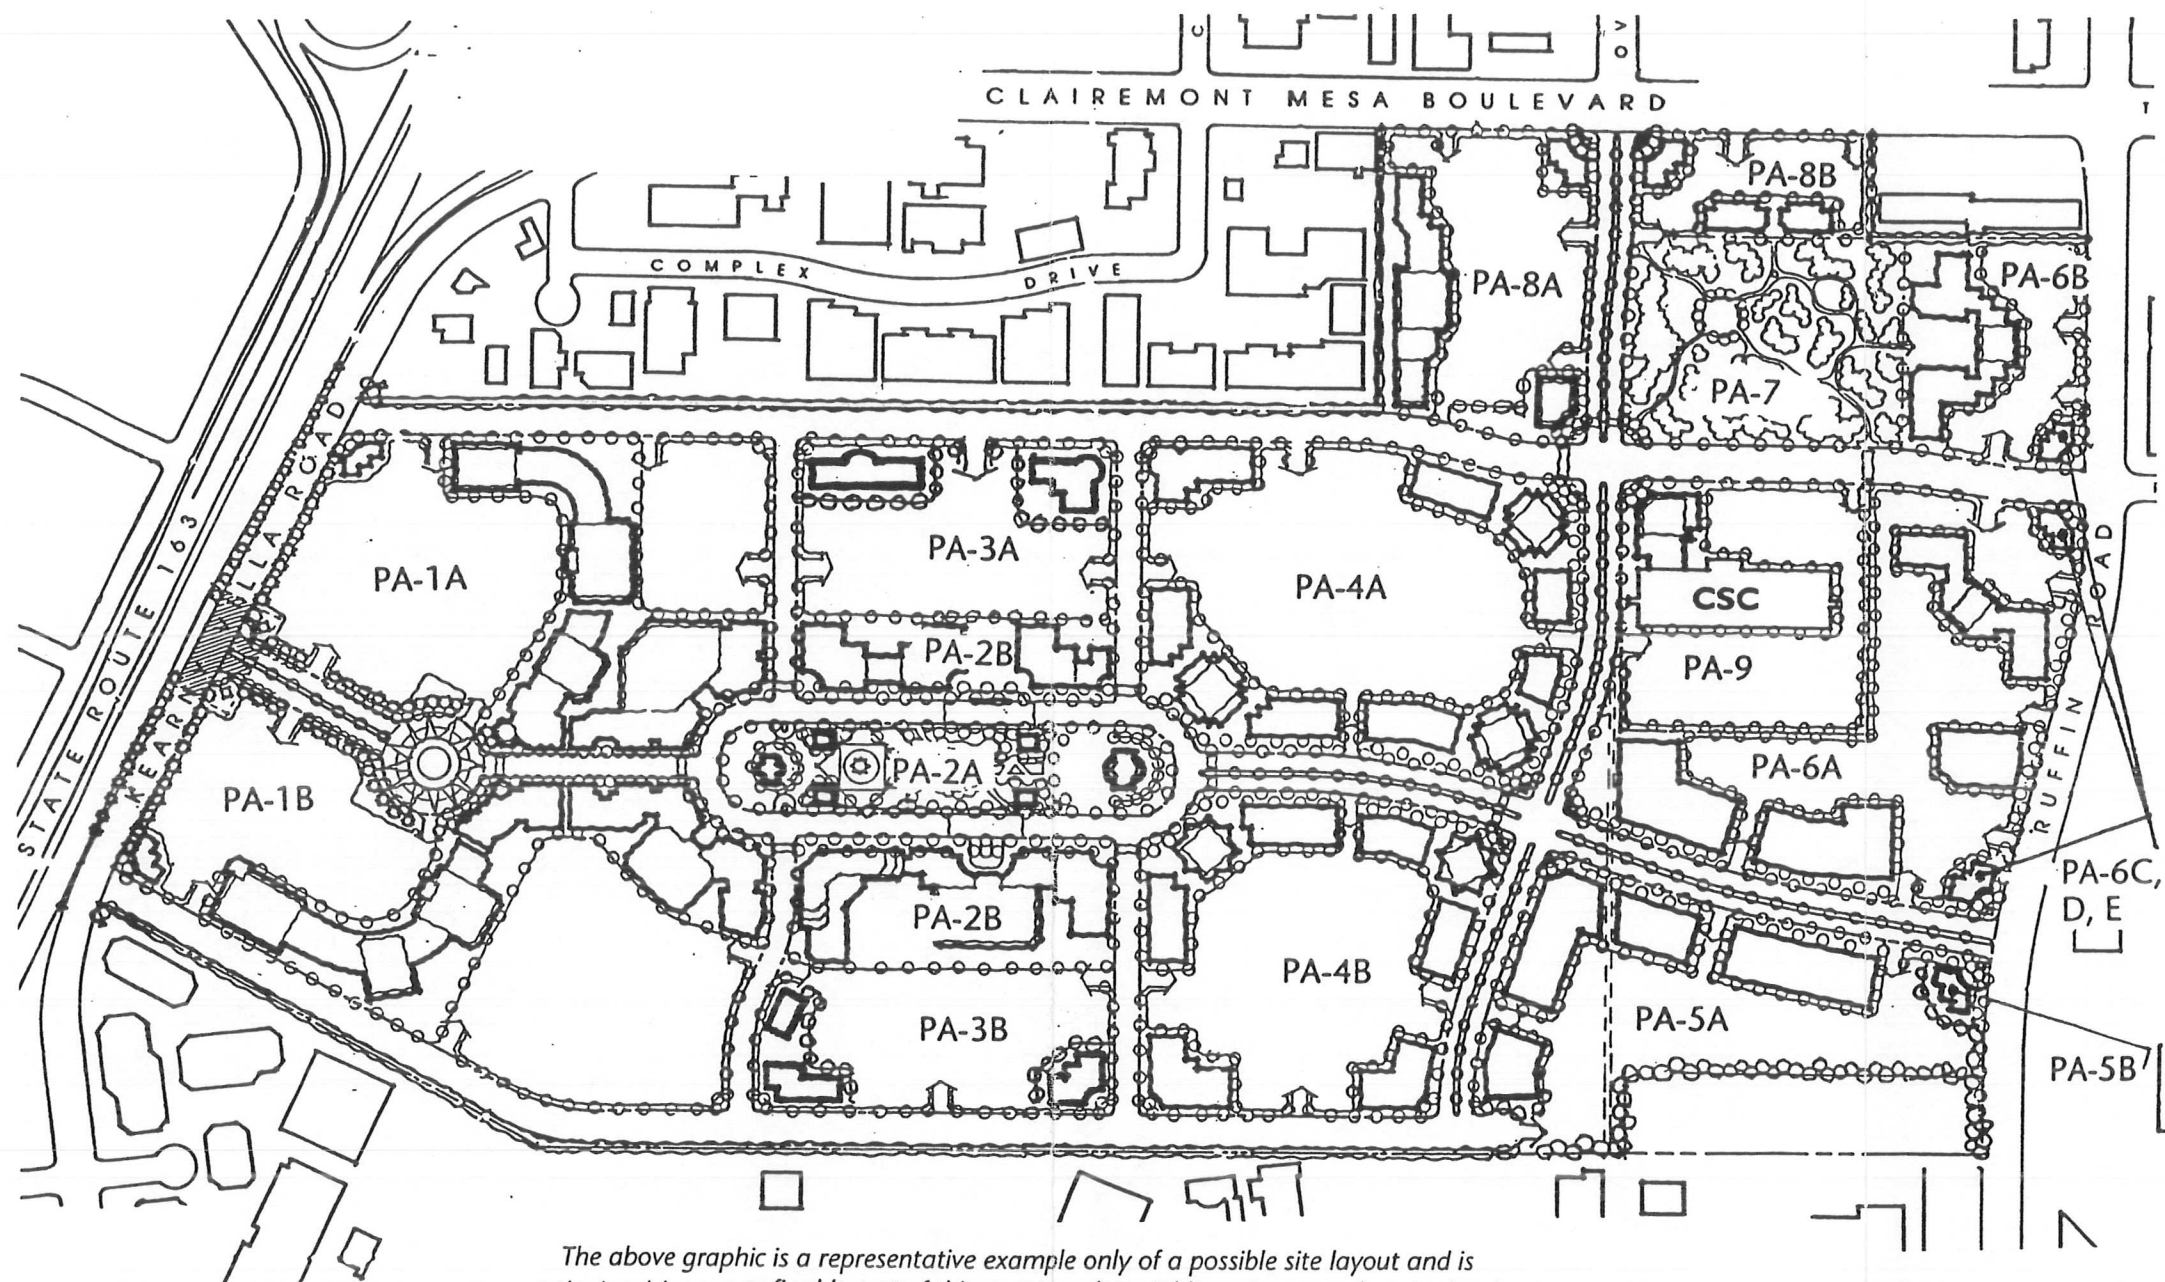 C
V
O
CLAIREMONT MESA BOULEVARD
T
PA-8B
COMPLEX DRIVE
PA-8A
PA-6B
PA-7
STATE ROUTE 163
KEARN
LLA ROAD
PA-1A
PA-3A
PA-4A
CSC
PA-2B
PA-9
RUFFIN ROAD
PA-1B
PA-2A
PA-6A
PA-6C,
D, E
PA-2B
PA-4B
PA-3B
PA-5A
PA-5B
The above graphic is a representative example only of a possible site layout and is